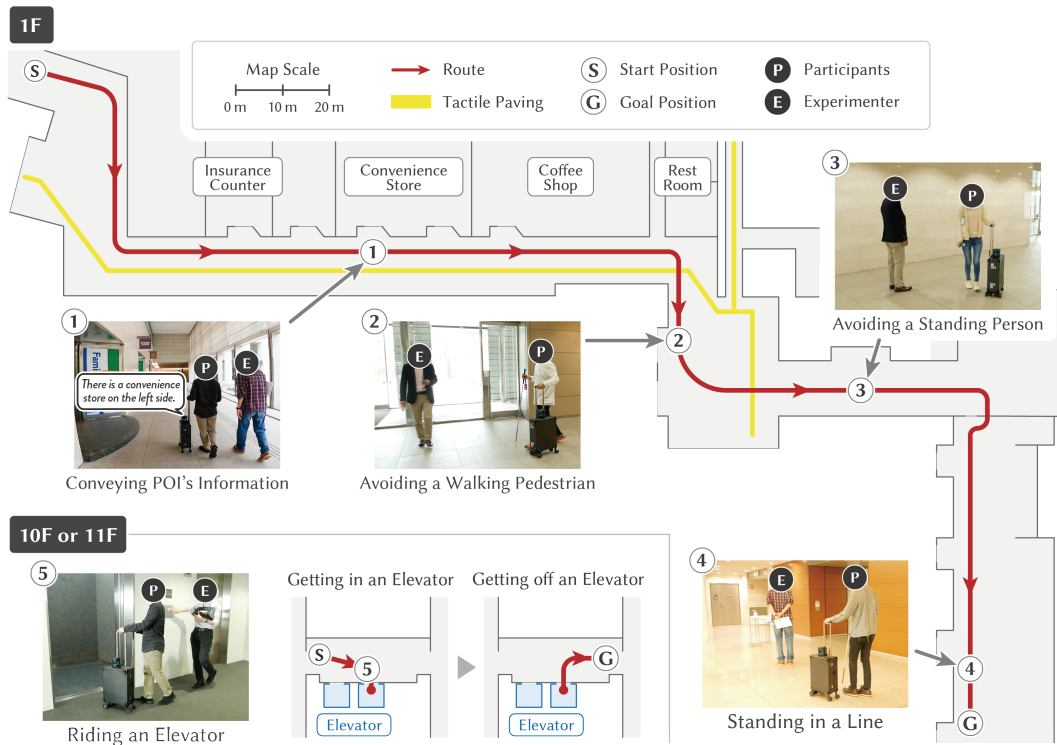 1F
S
Map Scale
0 m 10 m 20 m
Route
Tactile Paving
S Start Position
G Goal Position
P Participants
E Experimenter
Insurance
Counter
Convenience
Store
Coffee
Shop
Rest
Room
1
2
3
3
E
P
Avoiding a Standing Person
1
Fami
P
E
There is a convenience
store on the left side.
Conveying POI's Information
2
E
P
Avoiding a Walking Pedestrian
10F or 11F
5
P
E
Riding an Elevator
Getting in an Elevator
S
5
Elevator
Getting off an Elevator
G
Elevator
4
E
P
Standing in a Line
4
G